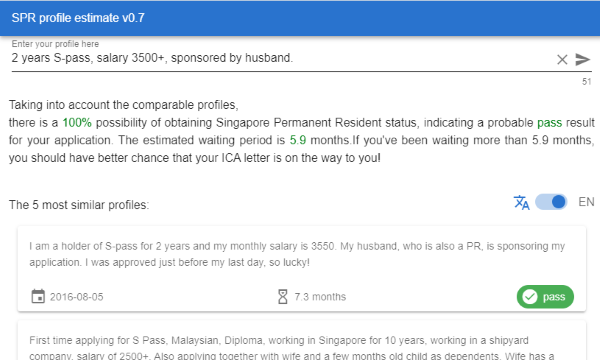 SPR profile estimate v0.7
Enter your profile here
2 years S-pass, salary 3500+, sponsored by husband.
51
Taking into account the comparable profiles,
there is a 100% possibility of obtaining Singapore Permanent Resident status, indicating a probable pass result
for your application. The estimated waiting period is 5.9 months.If you've been waiting more than 5.9 months,
you should have better chance that your ICA letter is on the way to you!
The 5 most similar profiles:
EN
I am a holder of S-pass for 2 years and my monthly salary is 3550. My husband, who is also a PR, is sponsoring my
application. I was approved just before my last day, so lucky!
2016-08-05
7.3 months
pass
First time applying for S Pass, Malaysian, Diploma, working in Singapore for 10 years, working in a shipyard
company, salary of 2500+. Also applying together with wife and a few months old child as dependents. Wife has a